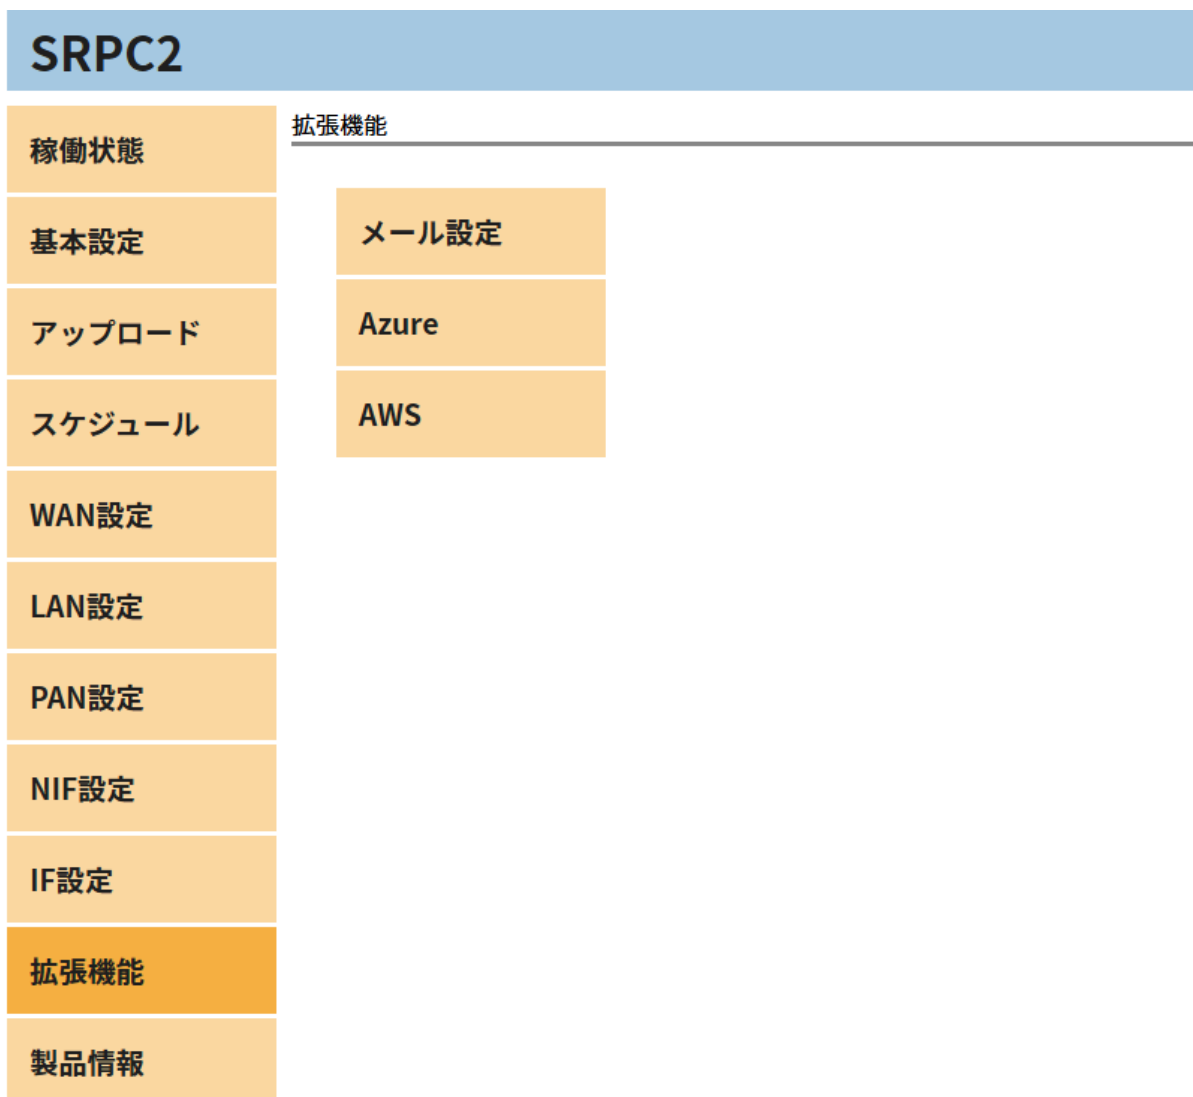 SRPC2
稼働状態
基本設定
アップロード
スケジュール
WAN設定
LAN設定
PAN設定
NIF設定
IF設定
拡張機能
製品情報
拡張機能
メール設定
Azure
AWS